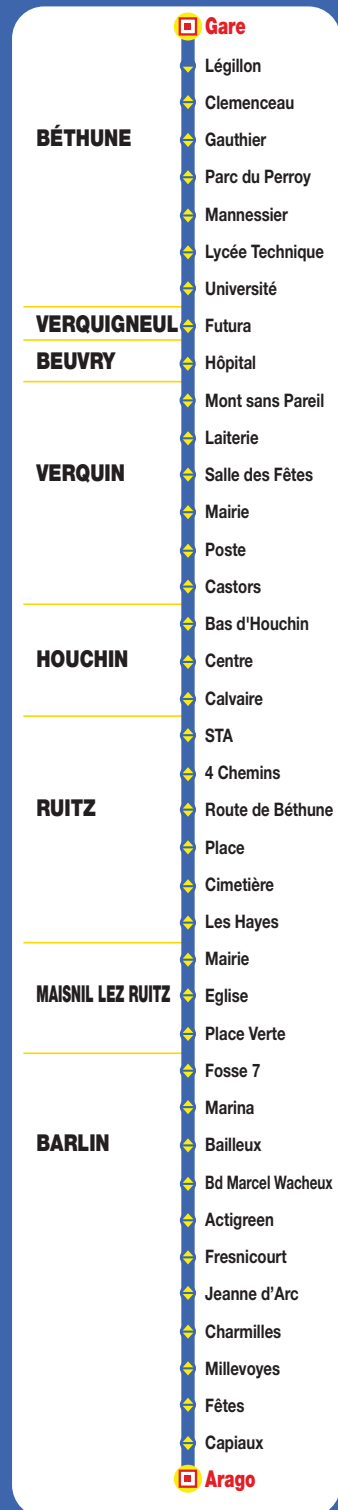 Gare
Légillon
Clemenceau
BÉTHUNE
Gauthier
Parc du Perroy
Mannessier
Lycée Technique
Université
VERQUIGNEUL
Futura
BEUVRY
Hôpital
Mont sans Pareil
Laiterie
VERQUIN
Salle des Fêtes
Mairie
Poste
Castors
Bas d'Houchin
HOUCHIN
Centre
Calvaire
STA
4 Chemins
RUITZ
Route de Béthune
Place
Cimetière
Les Hayes
Mairie
MAISNIL LEZ RUITZ
Eglise
Place Verte
Fosse 7
Marina
BARLIN
Bailleux
Bd Marcel Wacheux
Actigreen
Fresnicourt
Jeanne d’Arc
Charmilles
Millevoyes
Fêtes
Capiaux
Arago